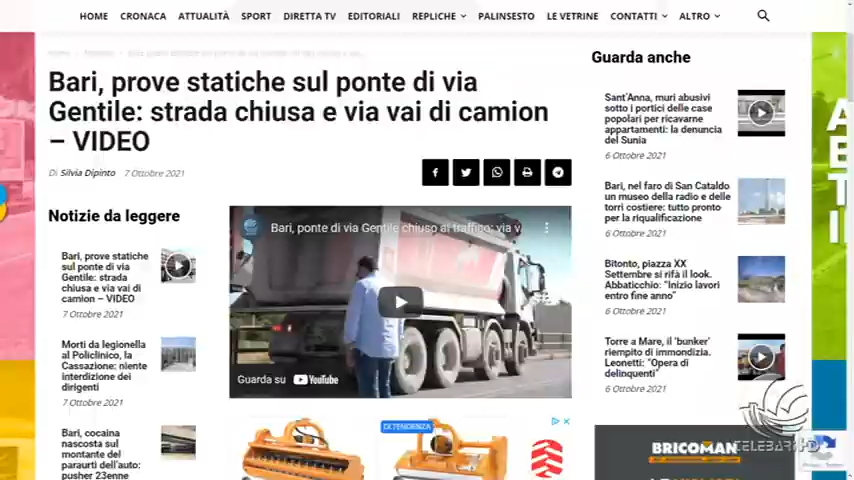 HOME CRONACA ATTUALITÀ SPORT DIRETTA TV EDITORIALI REPLICHE PALINSESTO LE VETRINE CONTATTI ALTRO
Bari, prove statiche sul ponte di via
Gentile: strada chiusa e via vai di camion
– VIDEO
Di Silvia Dipinto 7 Ottobre 2021
Notizie da leggere
Bari, prove statiche
sul ponte di via
Gentile: strada
chiusa e via vai di
camion – VIDEO
7 Ottobre 2021
Morti da legionella
al Policlinico, la
Cassazione: niente
interdizione dei
dirigenti
7 Ottobre 2021
Bari, cocaina
nascosta sul
montante del
paraurti dell'auto:
pusher 23enne
Bari, ponte di via Gentile chiuso al traffico: via v...
Guarda su YouTube
Guarda anche
Sant'Anna, muri abusivi
sotto i portici delle case
popolari per ricavarne
appartamenti: la denuncia
del Sunia
6 Ottobre 2021
Bari, nel faro di San Cataldo
un museo della radio e delle
torri costiere: tutto pronto
per la riqualificazione
6 Ottobre 2021
Bitonto, piazza XX
Settembre si rifà il look.
Abbaticchio: "Inizio lavori
entro fine anno"
6 Ottobre 2021
Torre a Mare, il 'bunker'
riempito di immondizia.
Leonetti: "Opera di
delinquenti"
6 Ottobre 2021
BRICOMAN
TELEBARI HD